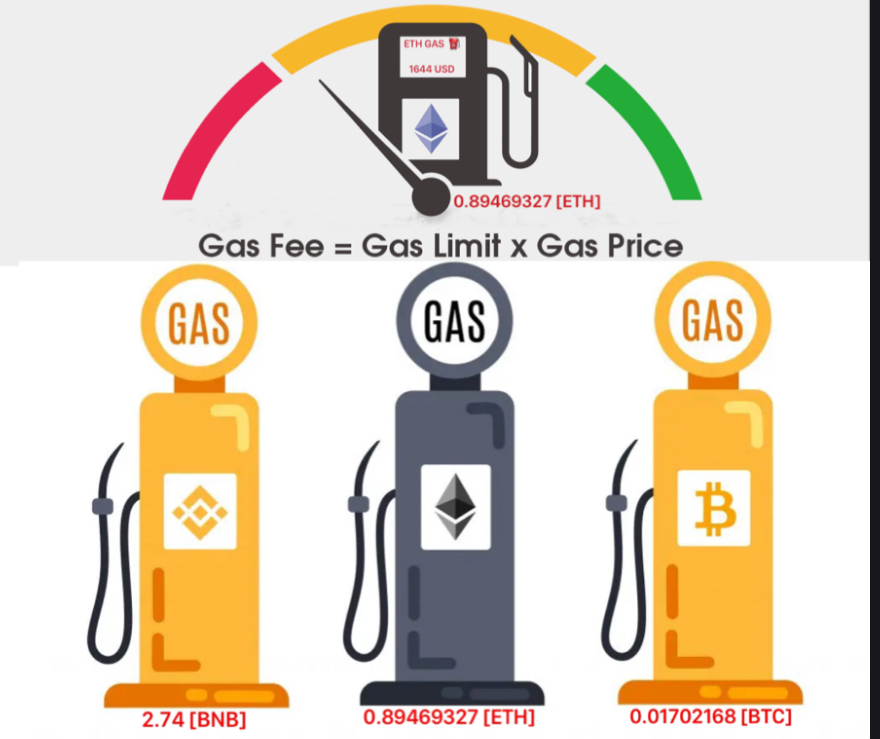 ETH GAS
1644 USD
0.89469327 [ETH]
Gas Fee = Gas Limit x Gas Price
GAS
GAS
GAS
2.74 [BNB]
0.89469327 [ETH]
0.01702168 [BTC]